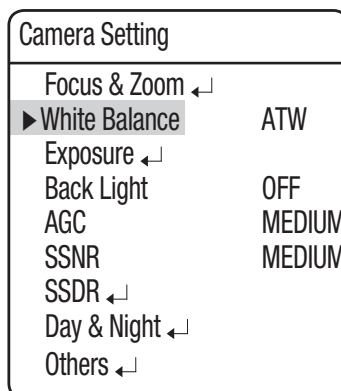 Camera Setting
Focus & Zoom ↵
▶White Balance ATW
Exposure ↵
Back Light OFF
AGC MEDIUM
SSNR MEDIUM
SSDR ↵
Day & Night ↵
Others ↵